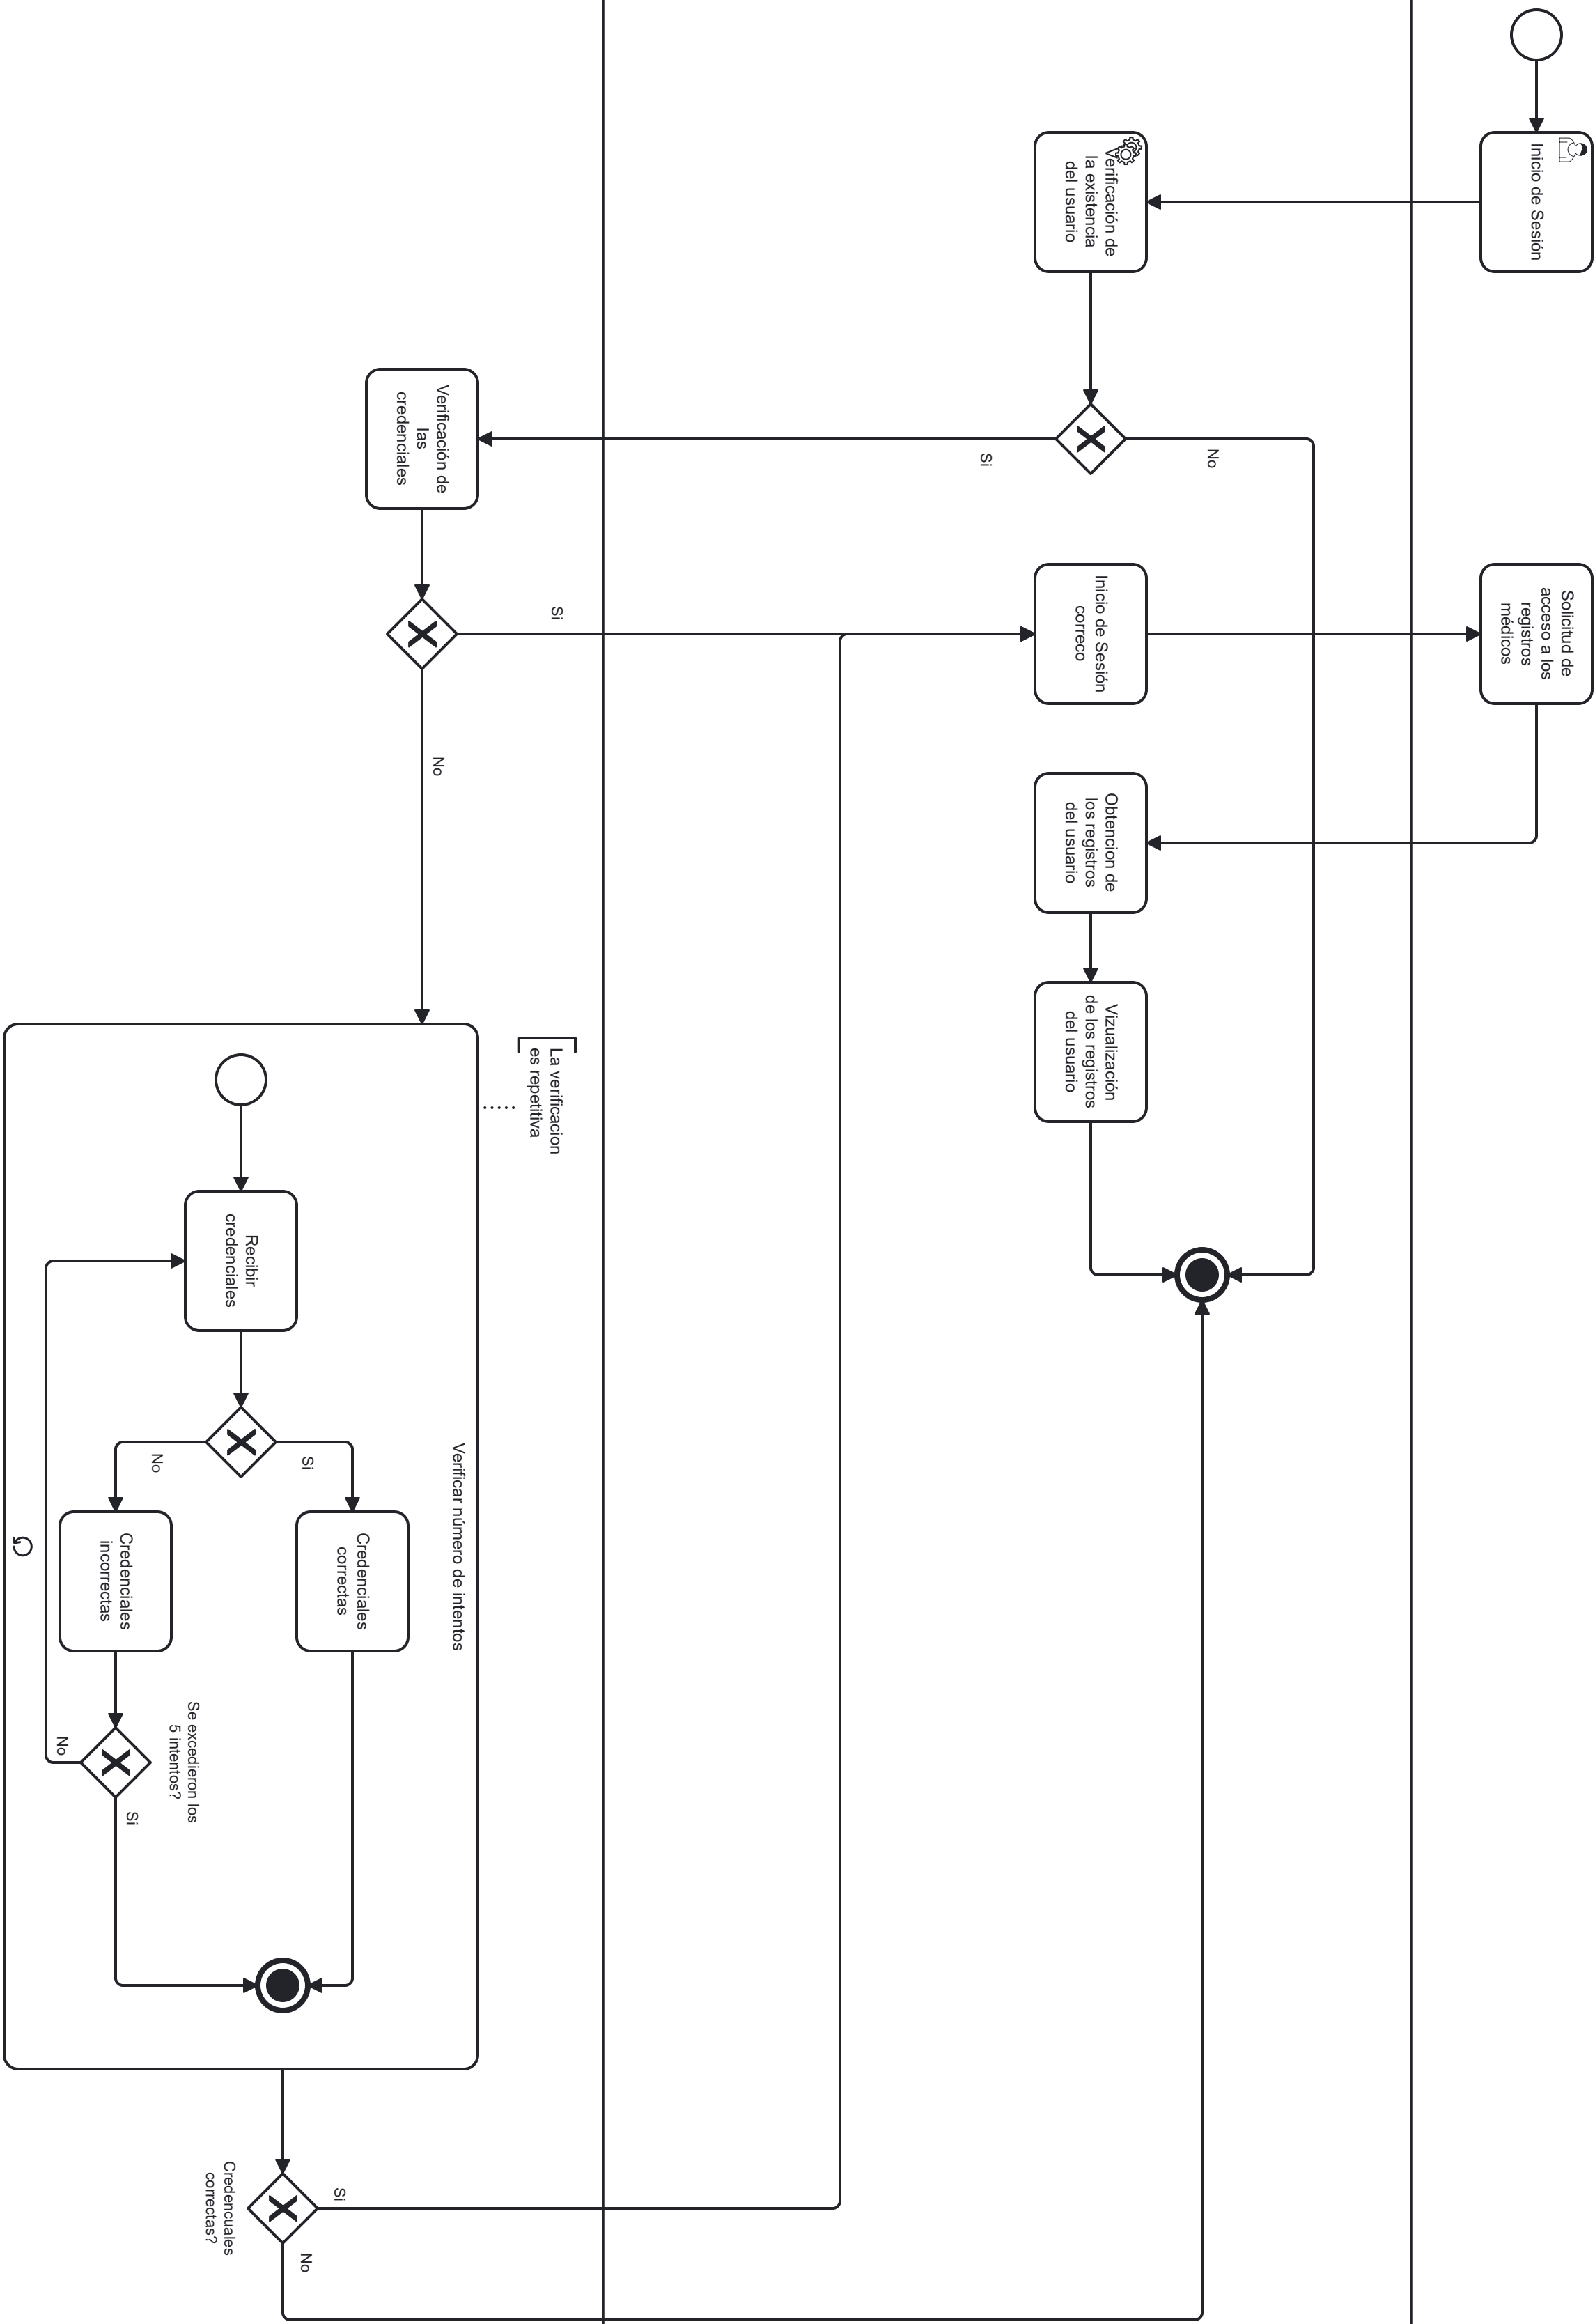 Inicio de Sesión
Solicitud de
acceso a los
registros
médicos
Verificación de
la existencia
del usuario
No
Si
Inicio de Sesión
correco
Obtencion de
los registros
del usuario
Vizualización
de los registros
del usuario
Verificación de
las
credenciales
Si
No
La verificacion
es repetitiva
Verificar número de intentos
Recibir
credenciales
Si
No
Credenciales
correctas
Credenciales
incorrectas
Se excedieron los
5 intentos?
No
Si
Si
No
Credencuales
correctas?